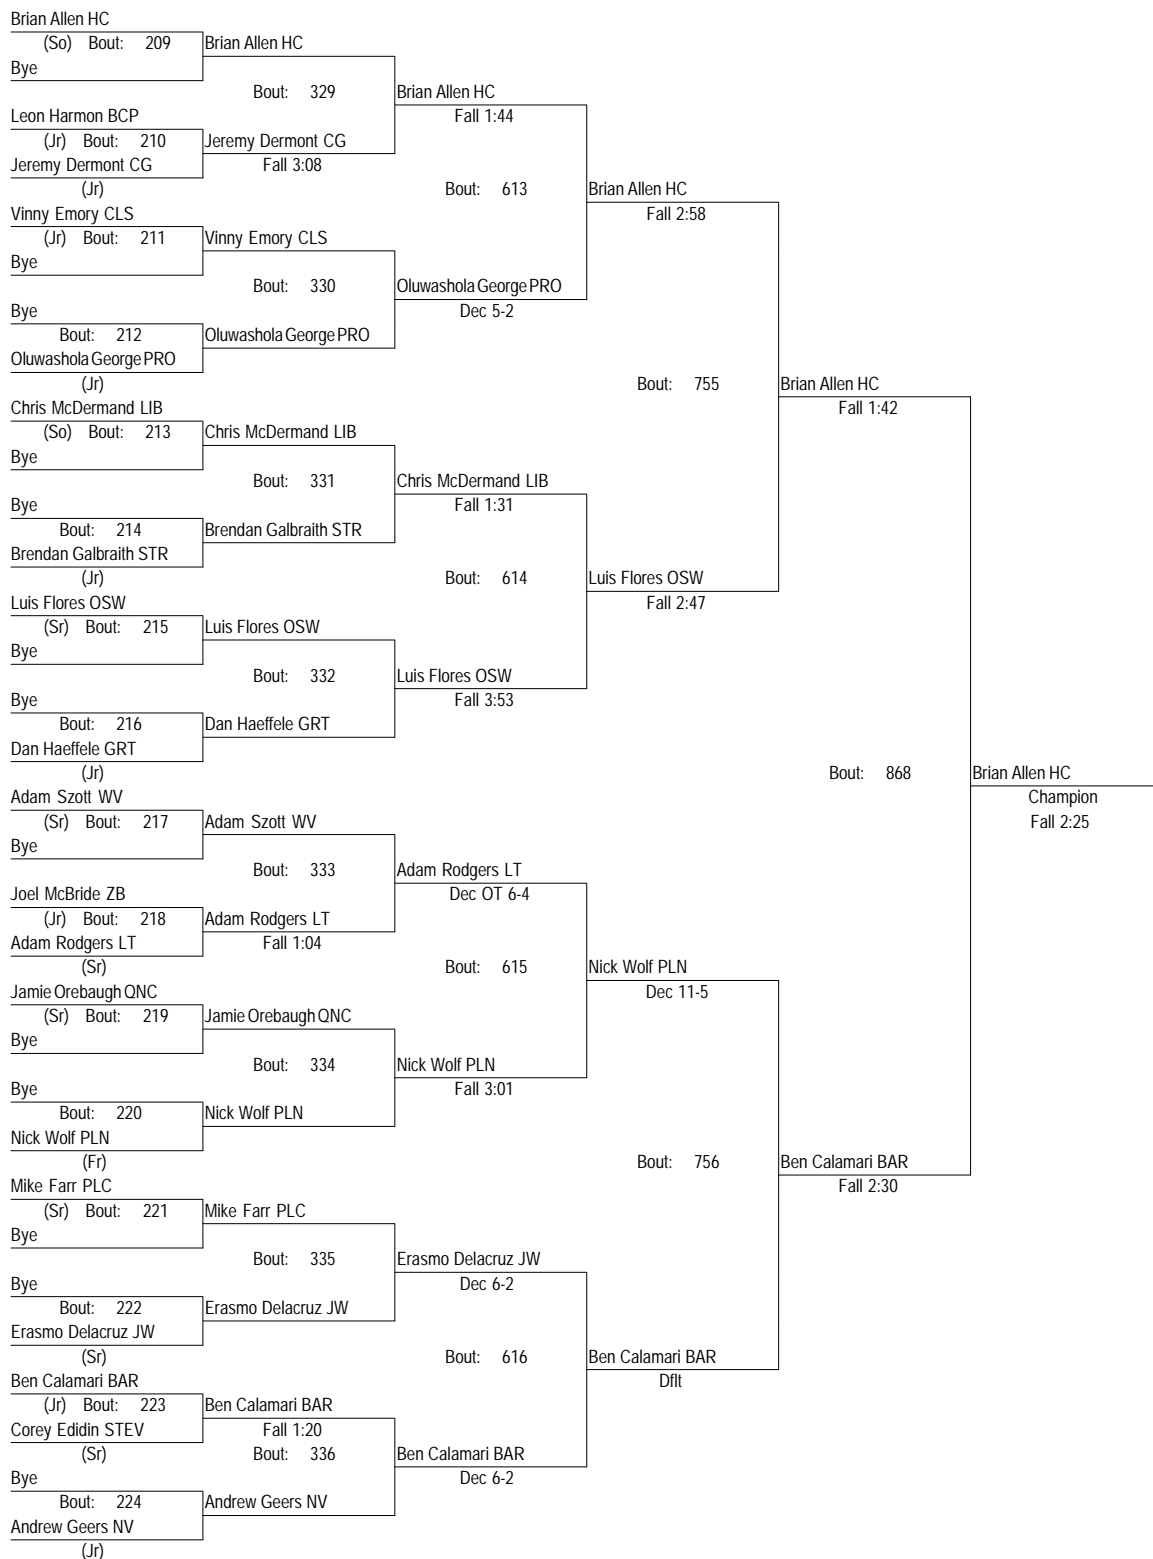 Brian Allen HC
(So) Bout: 209 Brian Allen HC
Bye
Bout: 329 Brian Allen HC
Leon Harmon BCP Fall 1:44
(Jr) Bout: 210 Jeremy Dermont CG
Jeremy Dermont CG Fall 3:08
(Jr) Bout: 613 Brian Allen HC
Vinny Emory CLS Fall 2:58
(Jr) Bout: 211 Vinny Emory CLS
Bye
Bout: 330 Oluwashola George PRO
Bye Dec 5-2
Bout: 212 Oluwashola George PRO
Oluwashola George PRO
(Jr) Bout: 755 Brian Allen HC
Chris McDermand LIB Fall 1:42
(So) Bout: 213 Chris McDermand LIB
Bye
Bout: 331 Chris McDermand LIB
Bye Fall 1:31
Bout: 214 Brendan Galbraith STR
Brendan Galbraith STR
(Jr) Bout: 614 Luis Flores OSW
Luis Flores OSW Fall 2:47
(Sr) Bout: 215 Luis Flores OSW
Bye
Bout: 332 Luis Flores OSW
Bye Fall 3:53
Bout: 216 Dan Haeffele GRT
Dan Haeffele GRT
(Jr) Bout: 868 Brian Allen HC
Adam Szott WV Champion
(Sr) Bout: 217 Adam Szott WV Fall 2:25
Bye
Bout: 333 Adam Rodgers LT
Joel McBride ZB Dec OT 6-4
(Jr) Bout: 218 Adam Rodgers LT
Adam Rodgers LT Fall 1:04
(Sr) Bout: 615 Nick Wolf PLN
Jamie Orebaugh QNC Dec 11-5
(Sr) Bout: 219 Jamie Orebaugh QNC
Bye
Bout: 334 Nick Wolf PLN
Bye Fall 3:01
Bout: 220 Nick Wolf PLN
Nick Wolf PLN
(Fr) Bout: 756 Ben Calamari BAR
Mike Farr PLC Fall 2:30
(Sr) Bout: 221 Mike Farr PLC
Bye
Bout: 335 Erasmo Delacruz JW
Bye Dec 6-2
Bout: 222 Erasmo Delacruz JW
Erasmo Delacruz JW
(Sr) Bout: 616 Ben Calamari BAR
Ben Calamari BAR Dflt
(Jr) Bout: 223 Ben Calamari BAR
Corey Edidin STEV Fall 1:20
(Sr) Bout: 336 Ben Calamari BAR
Bye Dec 6-2
Bout: 224 Andrew Geers NV
Andrew Geers NV
(Jr)